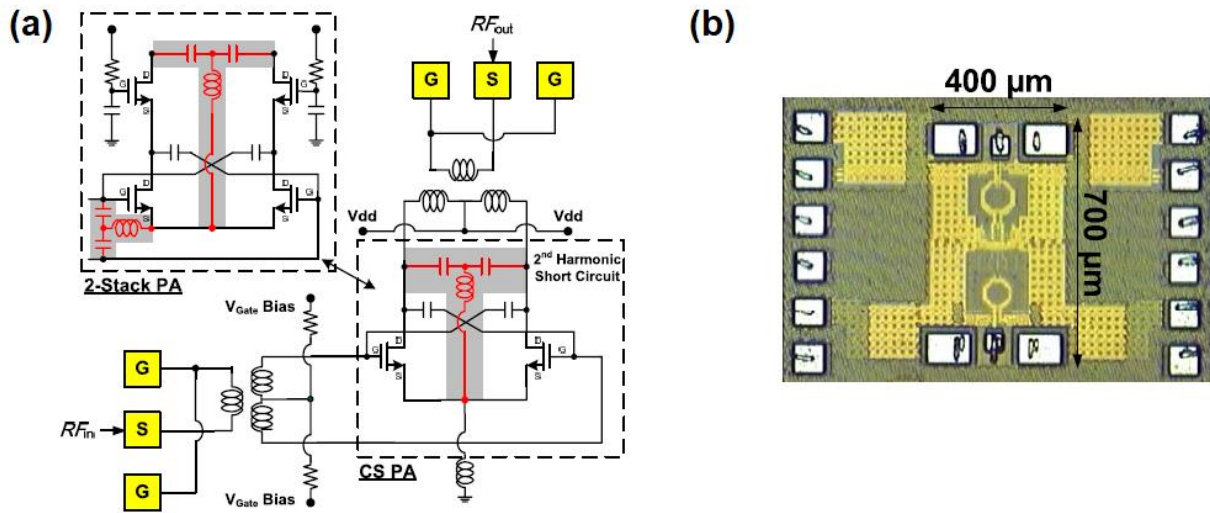 (a)
(b)
RFout
G
S
G
D
G
S
D
G
S
D
G
S
D
G
S
2-Stack PA
Vdd
Vdd
2nd Harmonic
Short Circuit
VGate Bias
D
G
S
D
G
S
G
RFin
S
G
CS PA
VGate Bias
400 µm
700 µm